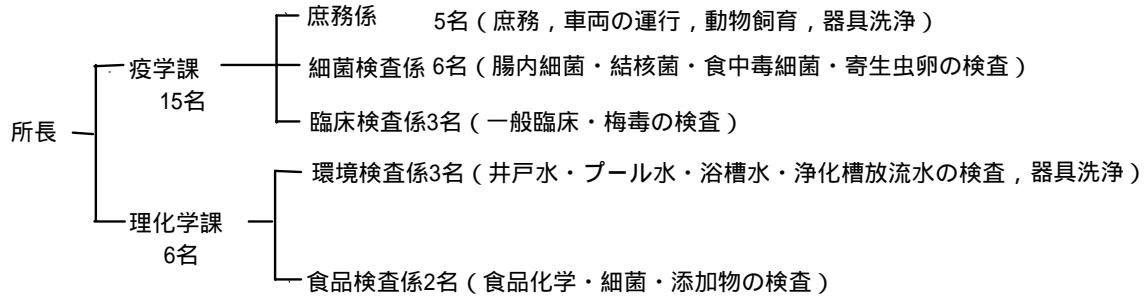 庶務係 5名（庶務，車両の運行，動物飼育，器具洗浄）
疫学課
細菌検査係 6名（腸内細菌・結核菌・食中毒細菌・寄生虫卵の検査）
15名
臨床検査係3名（一般臨床・梅毒の検査）
所長
環境検査係3名（井戸水・プール水・浴槽水・浄化槽放流水の検査，器具洗浄）
理化学課
6名
食品検査係2名（食品化学・細菌・添加物の検査）